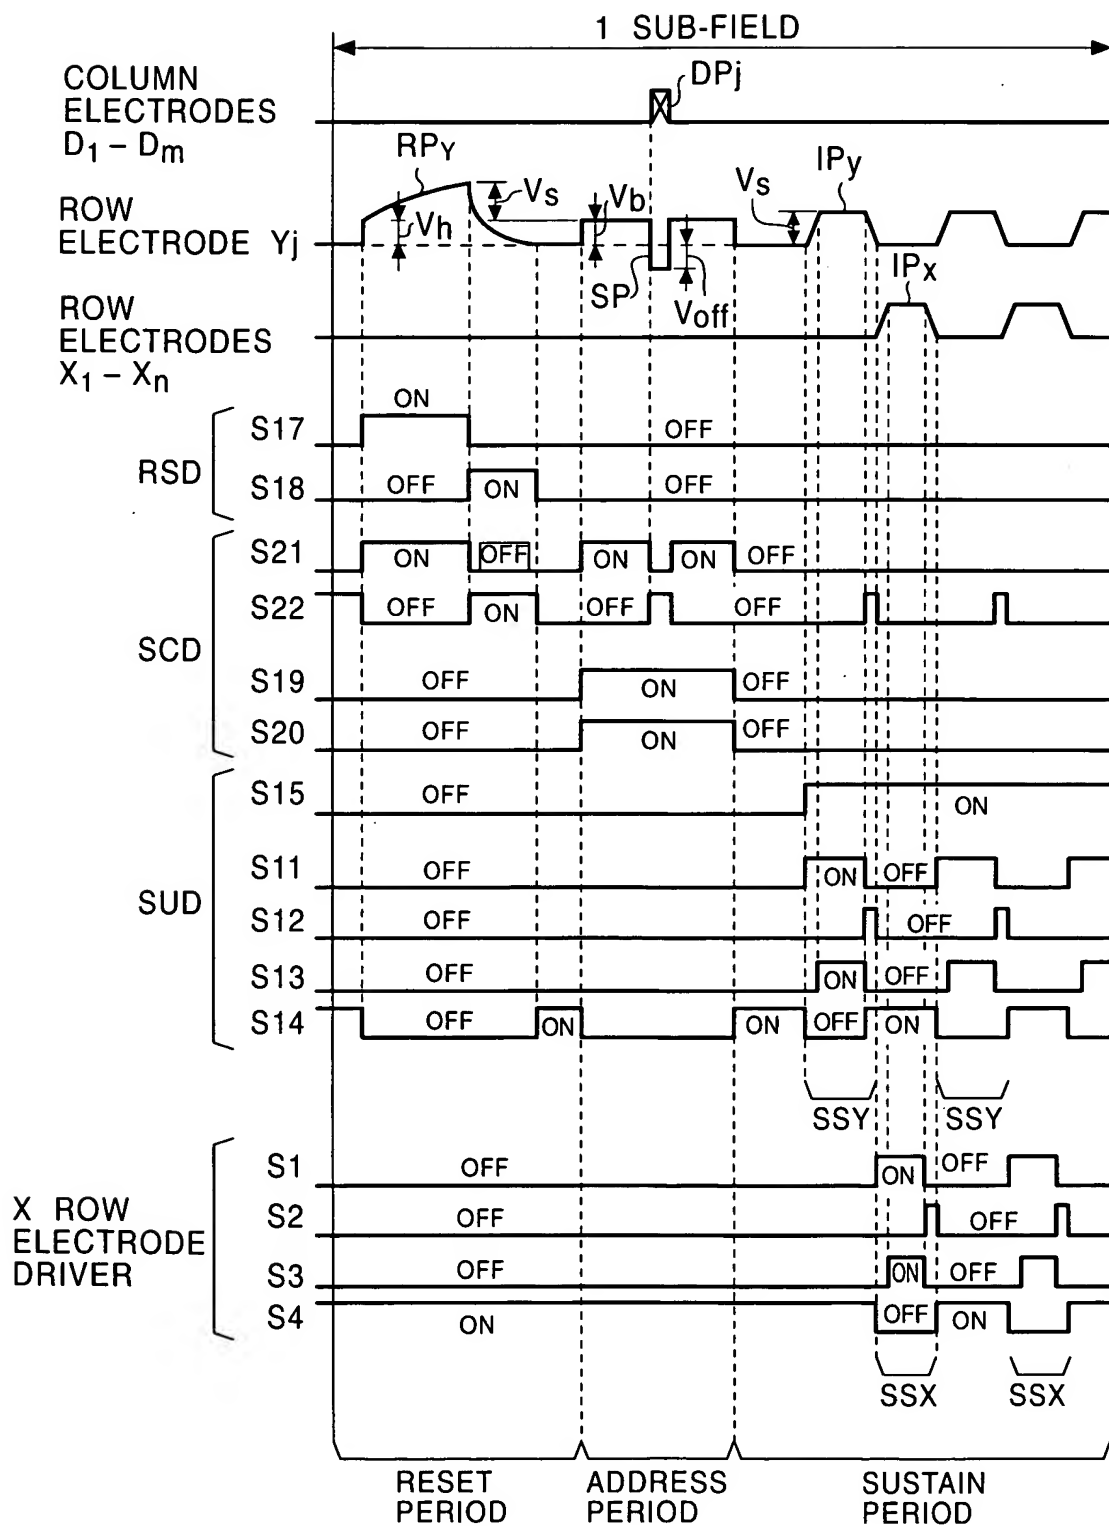 1 SUB-FIELD
COLUMN
ELECTRODES
D1 – Dm
DPj
RPY
Vs
Vb
Vs
IPy
ROW
ELECTRODE Yj
Vh
SP
Voff
IPx
ROW
ELECTRODES
X1 – Xn
RSD
S17
ON
OFF
S18
OFF
ON
OFF
SCD
S21
ON
OFF
ON
ON
OFF
S22
OFF
ON
OFF
OFF
S19
OFF
ON
OFF
S20
OFF
ON
OFF
SUD
S15
OFF
ON
S11
OFF
ON
OFF
S12
OFF
OFF
S13
OFF
ON
OFF
S14
OFF
ON
ON
OFF
ON
SSY
SSY
X ROW
ELECTRODE
DRIVER
S1
OFF
ON
OFF
S2
OFF
OFF
S3
OFF
ON
OFF
S4
ON
OFF
ON
SSX
SSX
RESET
PERIOD
ADDRESS
PERIOD
SUSTAIN
PERIOD